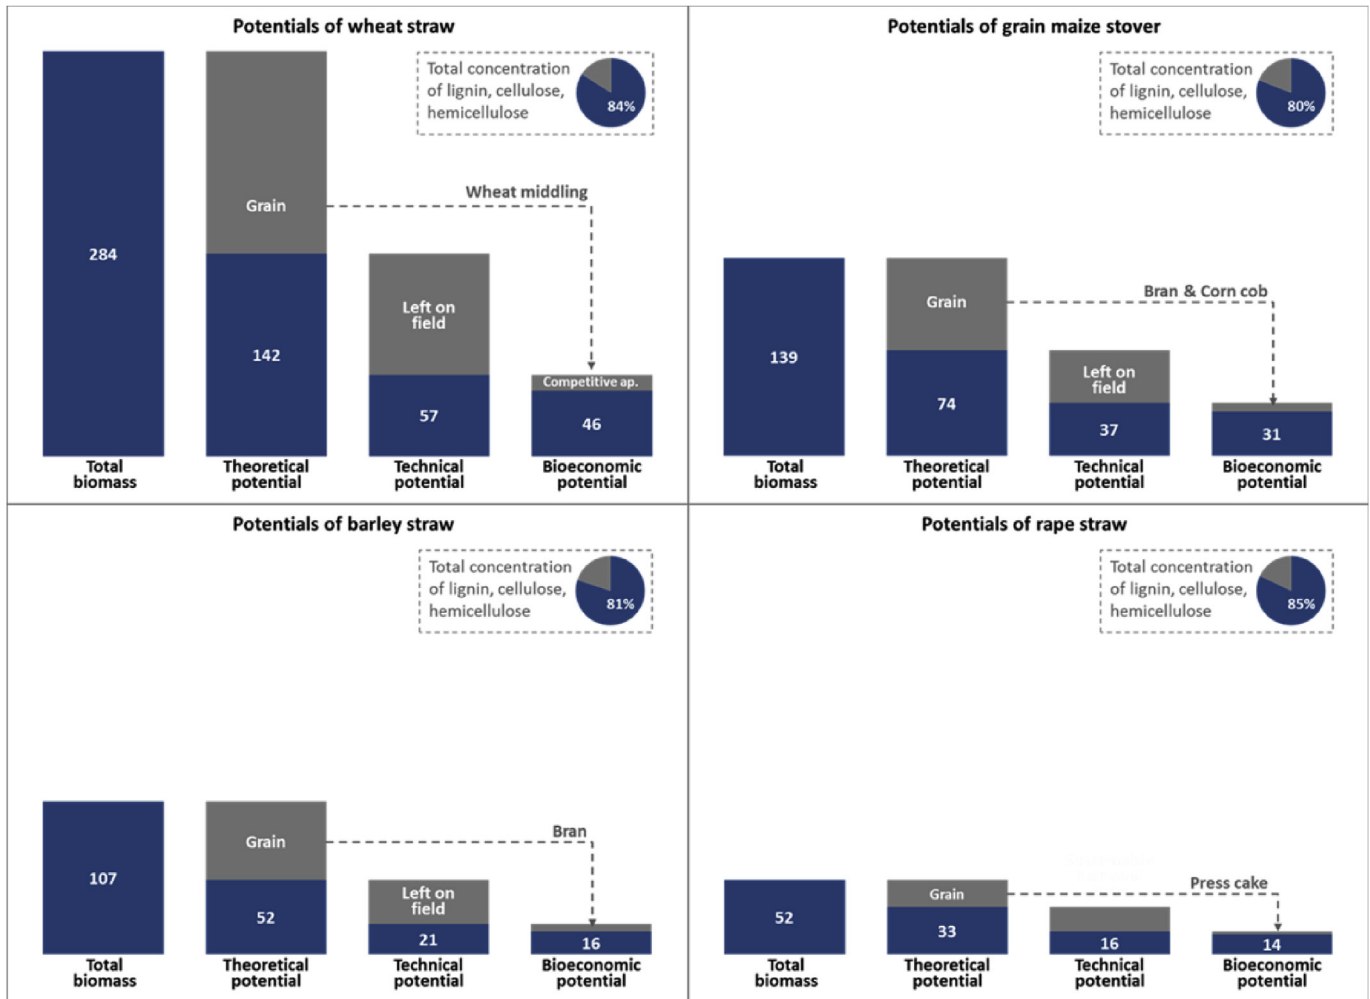 Potentials of wheat straw
Total concentration
of lignin, cellulose,
hemicellulose
84%
Wheat middling
Grain
284
Left on
field
142
Competitive ap.
57
46
Total
biomass
Theoretical
potential
Technical
potential
Bioeconomic
potential
Potentials of grain maize stover
Total concentration
of lignin, cellulose,
hemicellulose
80%
Bran & Corn cob
Grain
139
Left on
field
74
37
31
Total
biomass
Theoretical
potential
Technical
potential
Bioeconomic
potential
Potentials of barley straw
Total concentration
of lignin, cellulose,
hemicellulose
81%
Bran
Grain
107
Left on
field
52
21
16
Total
biomass
Theoretical
potential
Technical
potential
Bioeconomic
potential
Potentials of rape straw
Total concentration
of lignin, cellulose,
hemicellulose
85%
Press cake
Grain
52
33
16
14
Total
biomass
Theoretical
potential
Technical
potential
Bioeconomic
potential